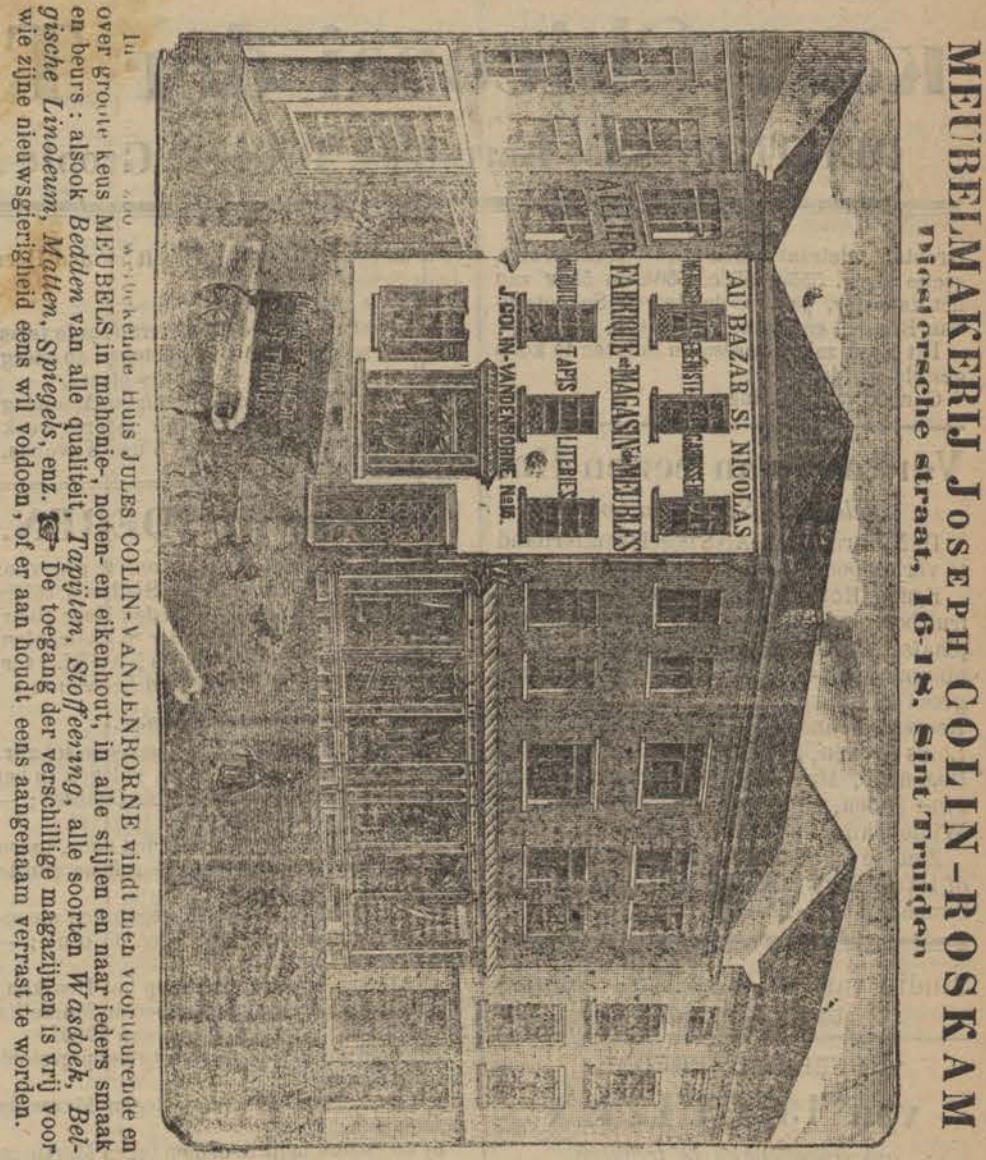 MEUBELMAKERIJ JOSEPH COLIN-ROSKAM
Diestersche straat, 16-18, Sint Truiden
AU BAZAR St NICOLAS
FABRIQUE & MAGASIN de MEUBLES
TAPIS LITERIES
J. COLIN-VANDENBORNE No 18.
ATELIER
Huis JULES COLIN-VANDENBORNE vindt men voortdurende en
over groote keus MEUBELS in mahonie-, noten- en eikenhout, in alle stijlen en naar ieders smaak
en beurs : alsook Bedden van alle qualiteit, Tapijten, Stoffeering, alle soorten Wasdoek, Bel-
gische Linoleum, Matten, Spiegels, enz. ☞ De toegang der verschillige magazijnen is vrij voor
wie zijne nieuwsgierigheid eens wil voldoen, of er aan houdt eens aangenaam verrast te worden.